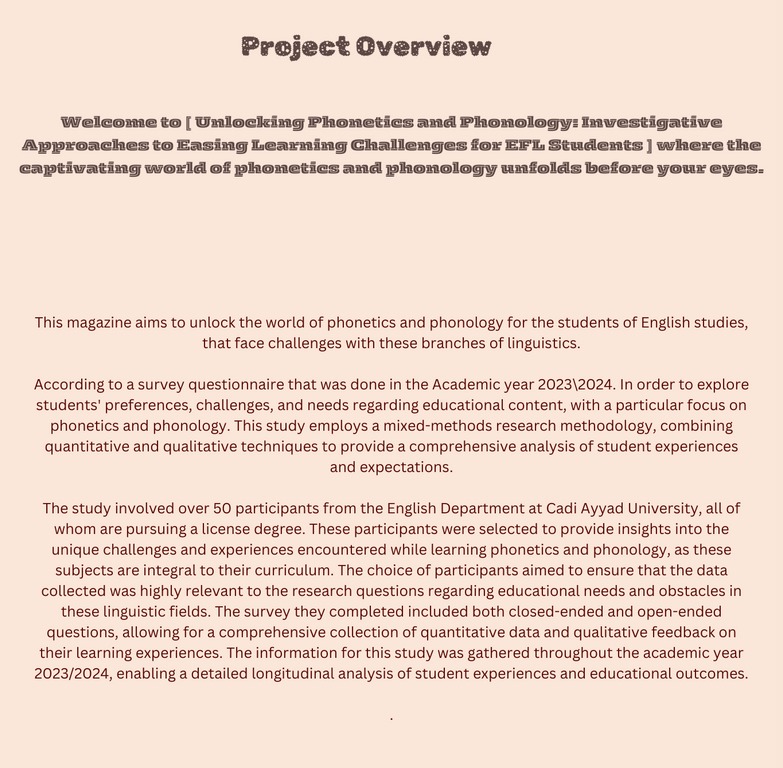 Project Overview
Welcome to [ Unlocking Phonetics and Phonology: Investigative
Approaches to Easing Learning Challenges for EFL Students ] where the
captivating world of phonetics and phonology unfolds before your eyes.
This magazine aims to unlock the world of phonetics and phonology for the students of English studies,
that face challenges with these branches of linguistics.
According to a survey questionnaire that was done in the Academic year 2023\2024. In order to explore
students' preferences, challenges, and needs regarding educational content, with a particular focus on
phonetics and phonology. This study employs a mixed-methods research methodology, combining
quantitative and qualitative techniques to provide a comprehensive analysis of student experiences
and expectations.
The study involved over 50 participants from the English Department at Cadi Ayyad University, all of
whom are pursuing a license degree. These participants were selected to provide insights into the
unique challenges and experiences encountered while learning phonetics and phonology, as these
subjects are integral to their curriculum. The choice of participants aimed to ensure that the data
collected was highly relevant to the research questions regarding educational needs and obstacles in
these linguistic fields. The survey they completed included both closed-ended and open-ended
questions, allowing for a comprehensive collection of quantitative data and qualitative feedback on
their learning experiences. The information for this study was gathered throughout the academic year
2023/2024, enabling a detailed longitudinal analysis of student experiences and educational outcomes.
.